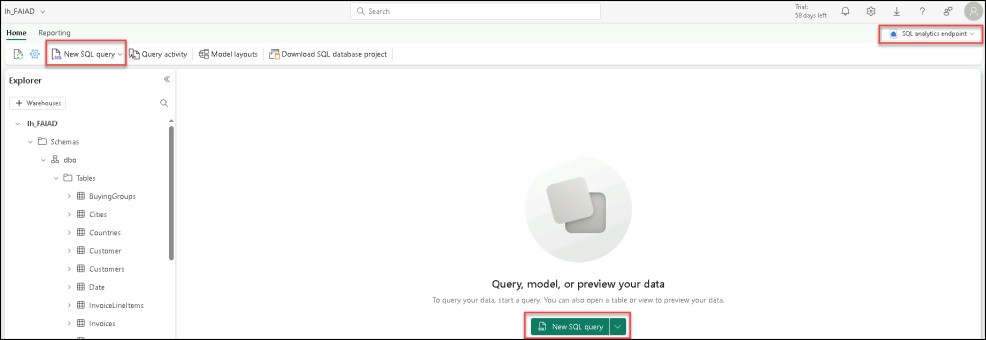 lh_FAIAD
Search
Trial:
58 days left
?
Home
Reporting
SQL analytics endpoint
New SQL query
Query activity
Model layouts
Download SQL database project
Explorer
+ Warehouses
lh_FAIAD
Schemas
dbo
Tables
BuyingGroups
Cities
Countries
Customer
Customers
Date
InvoiceLineItems
Invoices
Query, model, or preview your data
To query your data, start a query. You can also open a table or view to preview your data.
New SQL query